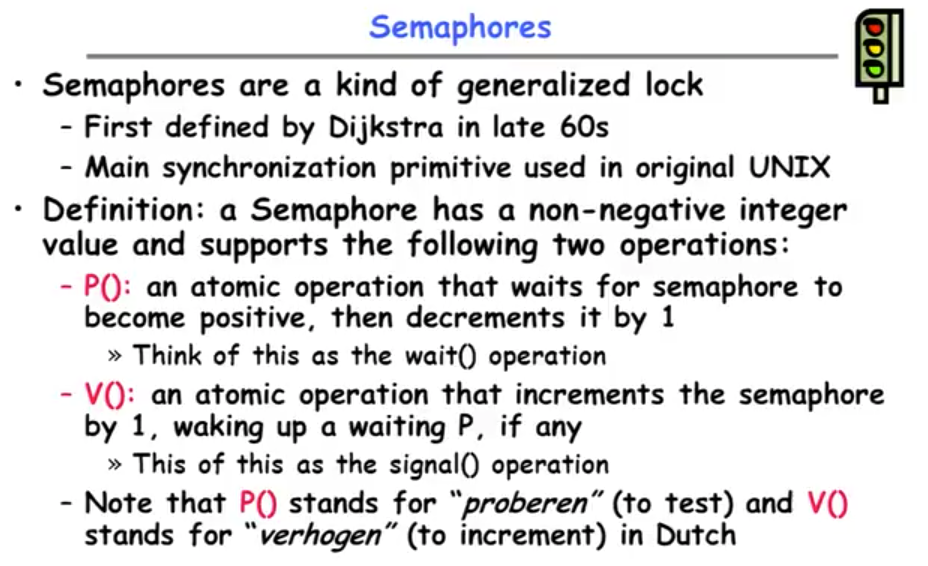 Semaphores
• Semaphores are a kind of generalized lock
– First defined by Dijkstra in late 60s
– Main synchronization primitive used in original UNIX
• Definition: a Semaphore has a non-negative integer
value and supports the following two operations:
– P(): an atomic operation that waits for semaphore to
become positive, then decrements it by 1
» Think of this as the wait() operation
– V(): an atomic operation that increments the semaphore
by 1, waking up a waiting P, if any
» This of this as the signal() operation
– Note that P() stands for “proberen” (to test) and V()
stands for “verhogen” (to increment) in Dutch